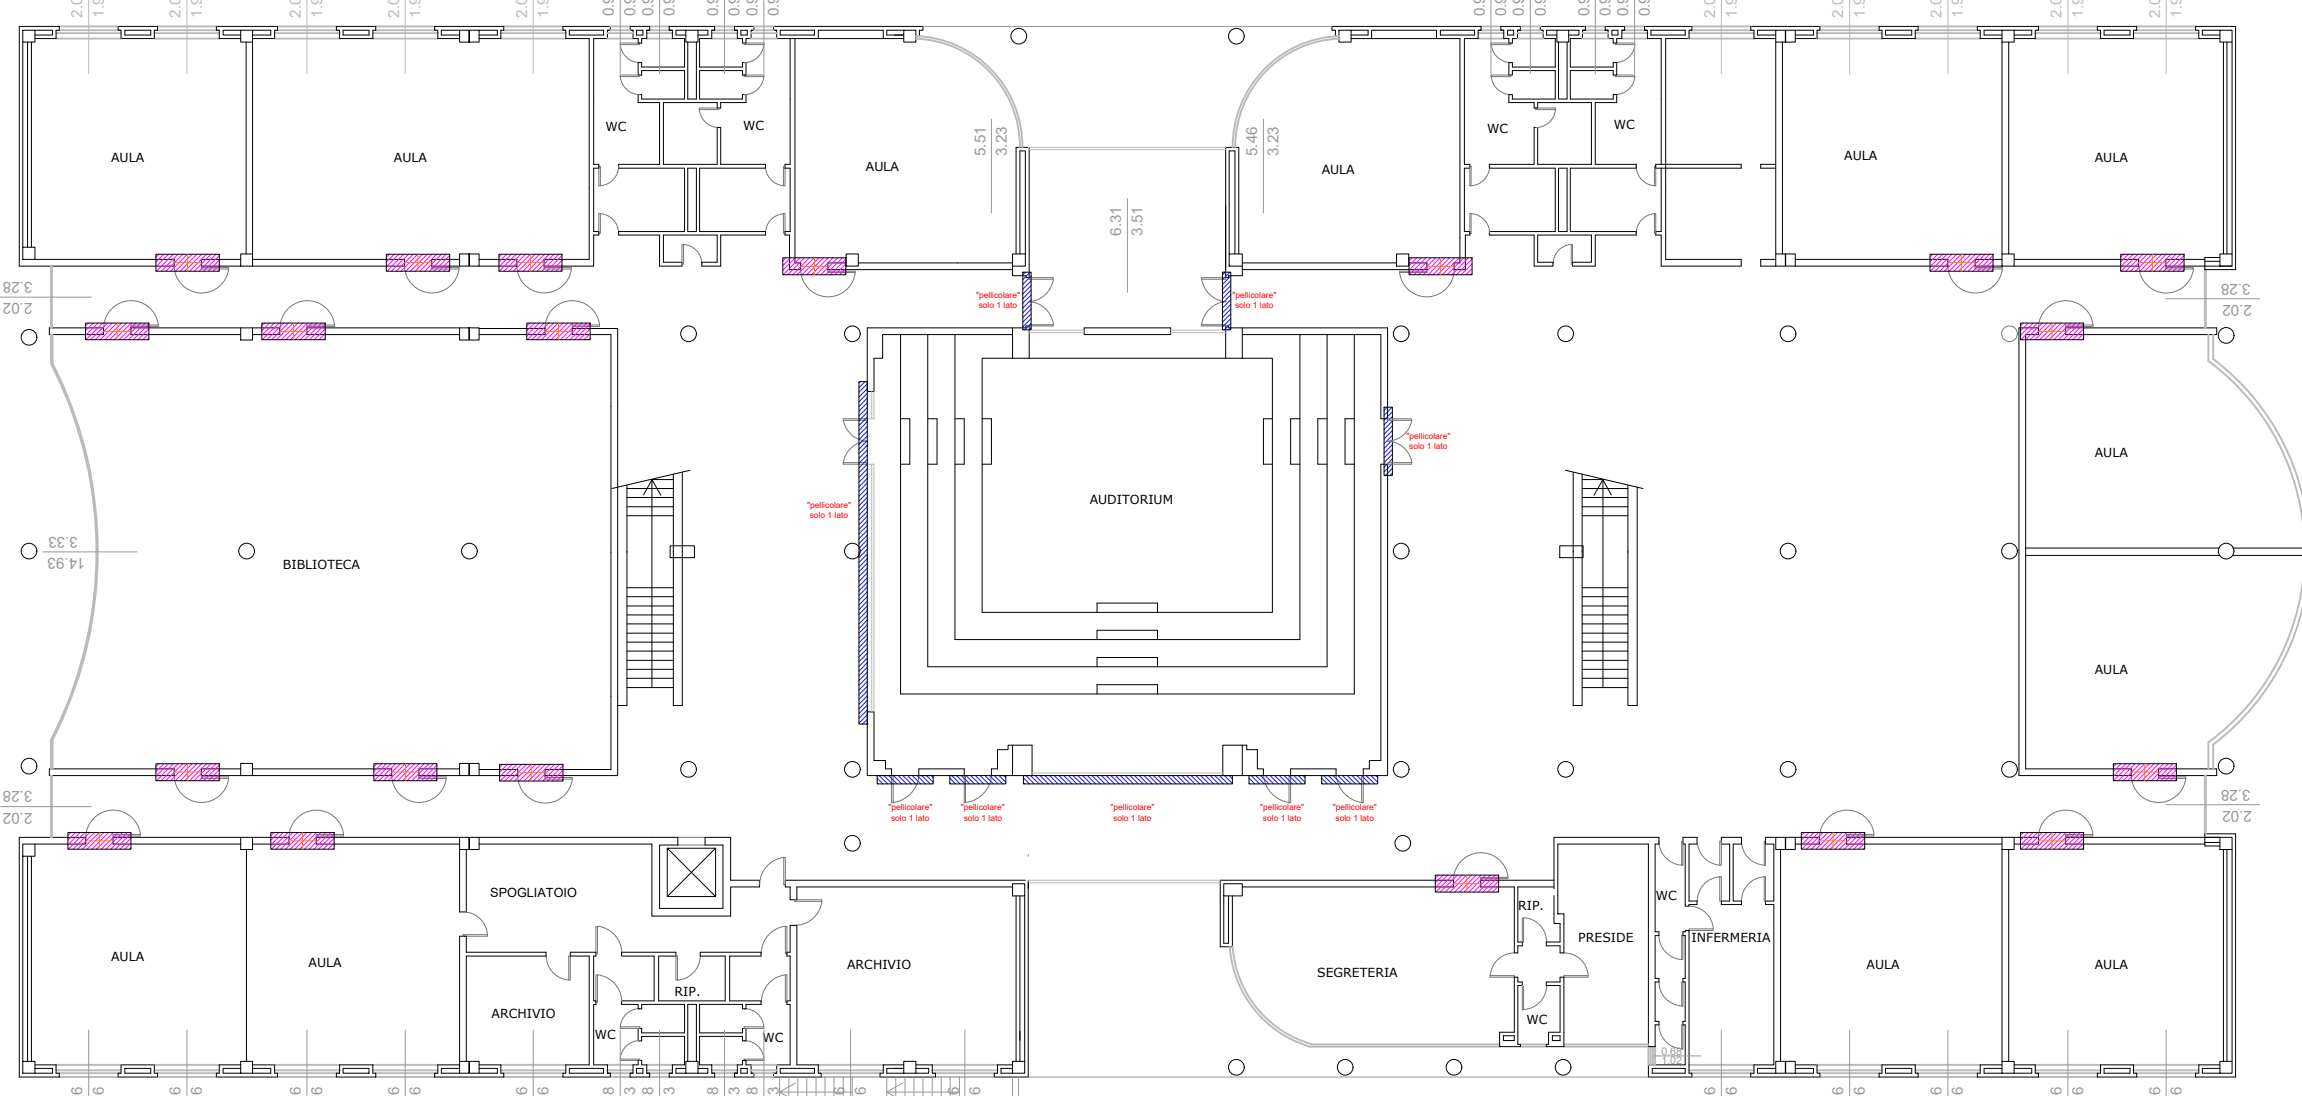 AULA
AULA
WC
WC
AULA
AULA
WC
WC
AULA
AULA
5.51
3.23
5.46
3.23
6.31
3.51
3.28
2.02
"pellicolare"
solo 1 lato
"pellicolare"
solo 1 lato
3.28
2.02
"pellicolare"
solo 1 lato
"pellicolare"
solo 1 lato
AULA
AUDITORIUM
3.33
14.93
BIBLIOTECA
AULA
3.28
2.02
"pellicolare"
solo 1 lato
"pellicolare"
solo 1 lato
"pellicolare"
solo 1 lato
"pellicolare"
solo 1 lato
"pellicolare"
solo 1 lato
3.28
2.02
SPOGLIATOIO
WC
RIP.
PRESIDE
INFERMERIA
AULA
AULA
ARCHIVIO
SEGRETERIA
AULA
AULA
RIP.
ARCHIVIO
WC
WC
WC
0.68
1.02